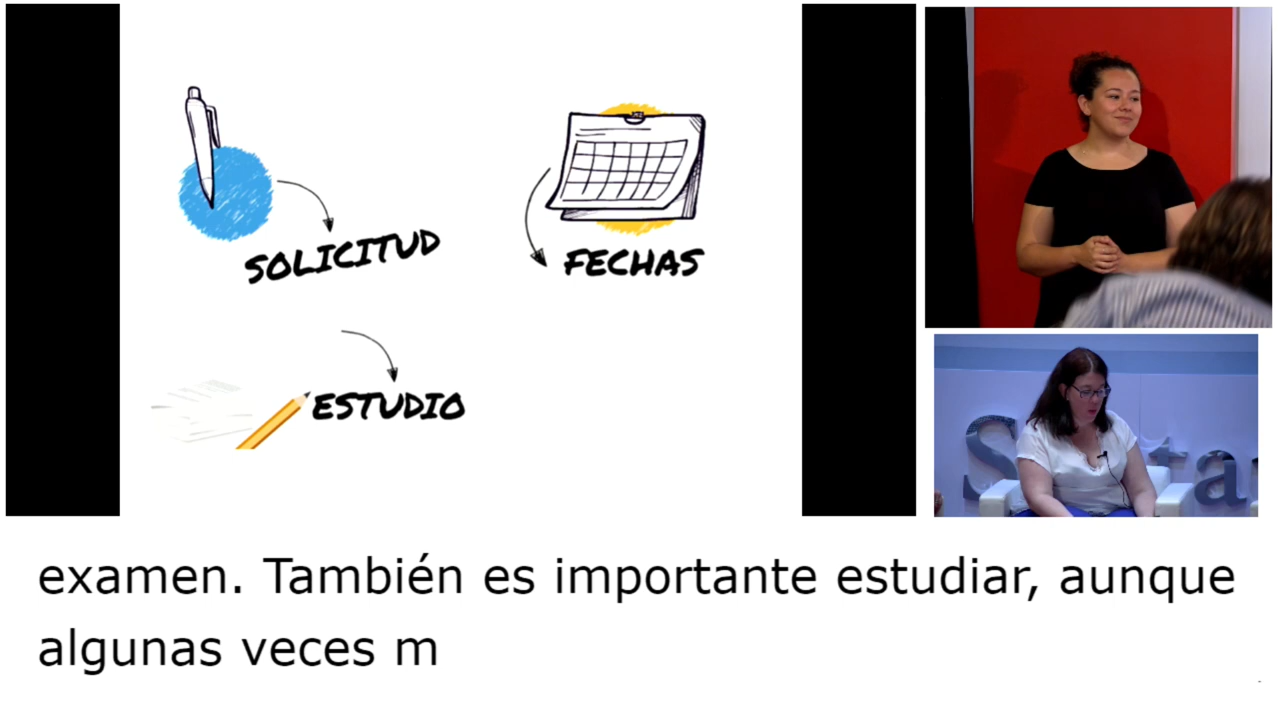 SOLICITUD
FECHAS
ESTUDIO
examen. También es importante estudiar, aunque
algunas veces m